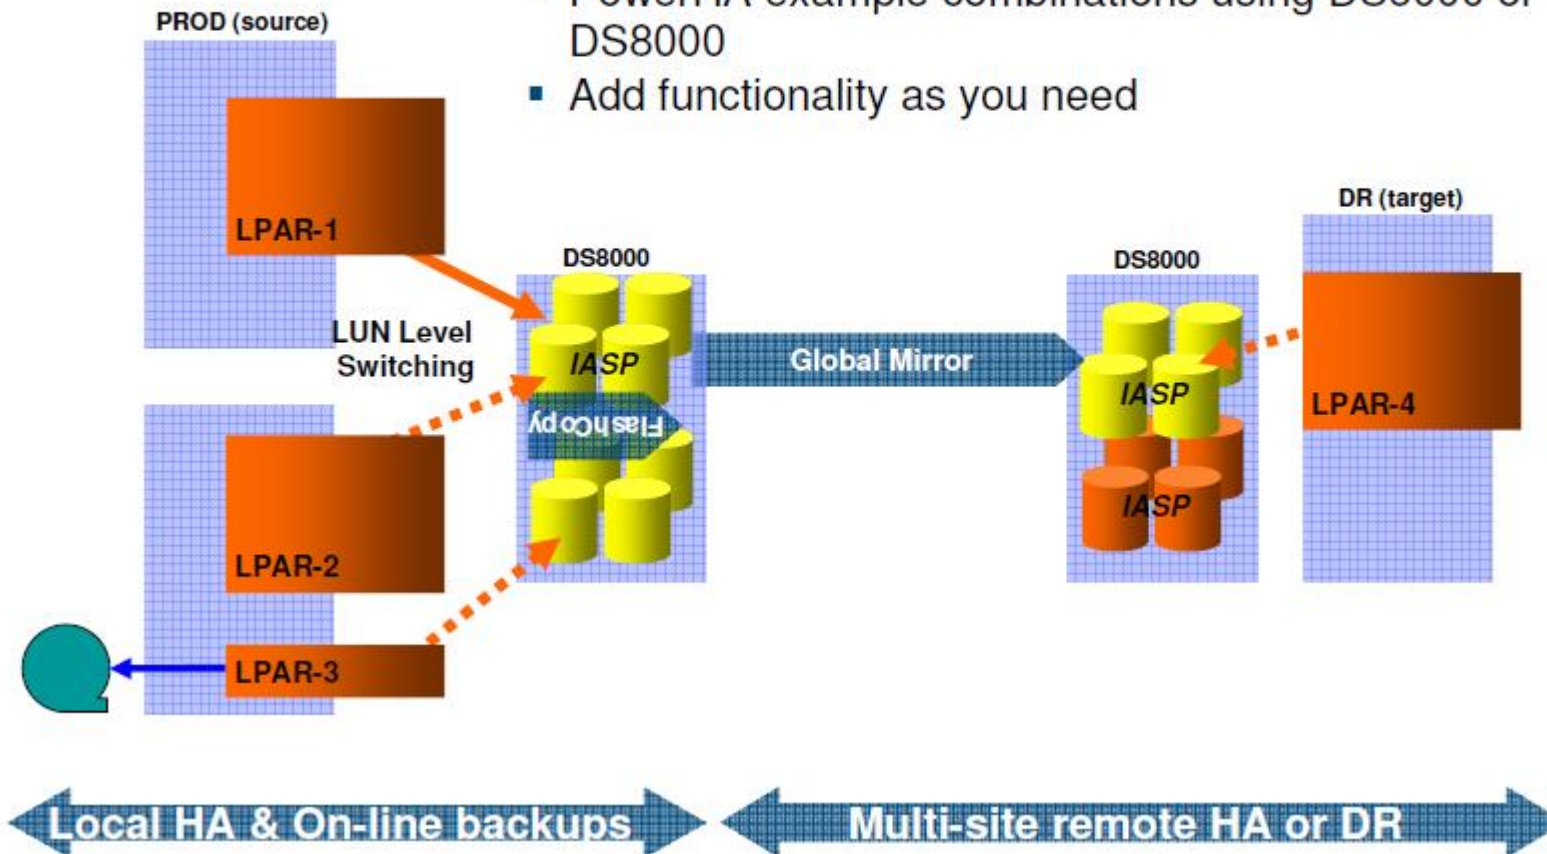 PROD (source)
DS8000
Add functionality as you need
LPAR-1
DR (target)
DS8000
DS8000
LUN Level
Switching
IASP
Global Mirror
IASP
LPAR-4
FlashCopy
LPAR-2
IASP
LPAR-3
Local HA & On-line backups
Multi-site remote HA or DR